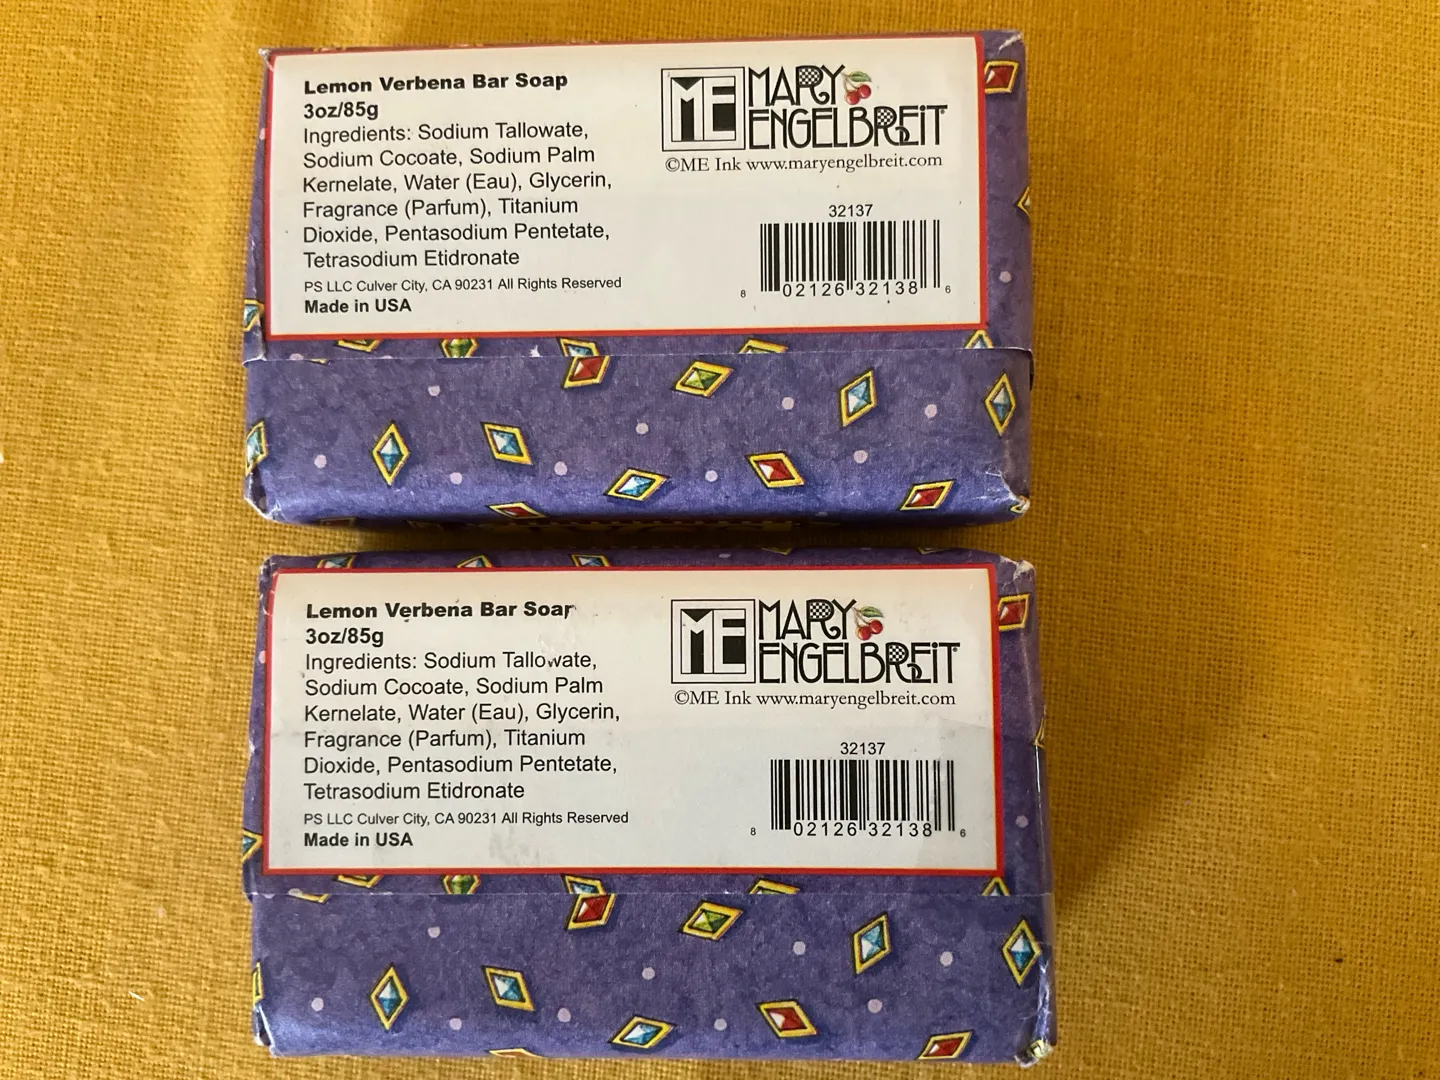 Lemon Verbena Bar Soap
3oz/85g
Ingredients: Sodium Tallowate,
Sodium Cocoate, Sodium Palm
Kernelate, Water (Eau), Glycerin,
Fragrance (Parfum), Titanium
Dioxide, Pentasodium Pentetate,
Tetrasodium Etidronate
PS LLC Culver City, CA 90231 All Rights Reserved
Made in USA
ME MARY
ENGELBREIT
©ME Ink www.maryengelbreit.com
32137
8 02126 32138 6
Lemon Verbena Bar Soap
3oz/85g
Ingredients: Sodium Tallowate,
Sodium Cocoate, Sodium Palm
Kernelate, Water (Eau), Glycerin,
Fragrance (Parfum), Titanium
Dioxide, Pentasodium Pentetate,
Tetrasodium Etidronate
PS LLC Culver City, CA 90231 All Rights Reserved
Made in USA
ME MARY
ENGELBREIT
©ME Ink www.maryengelbreit.com
32137
8 02126 32138 6